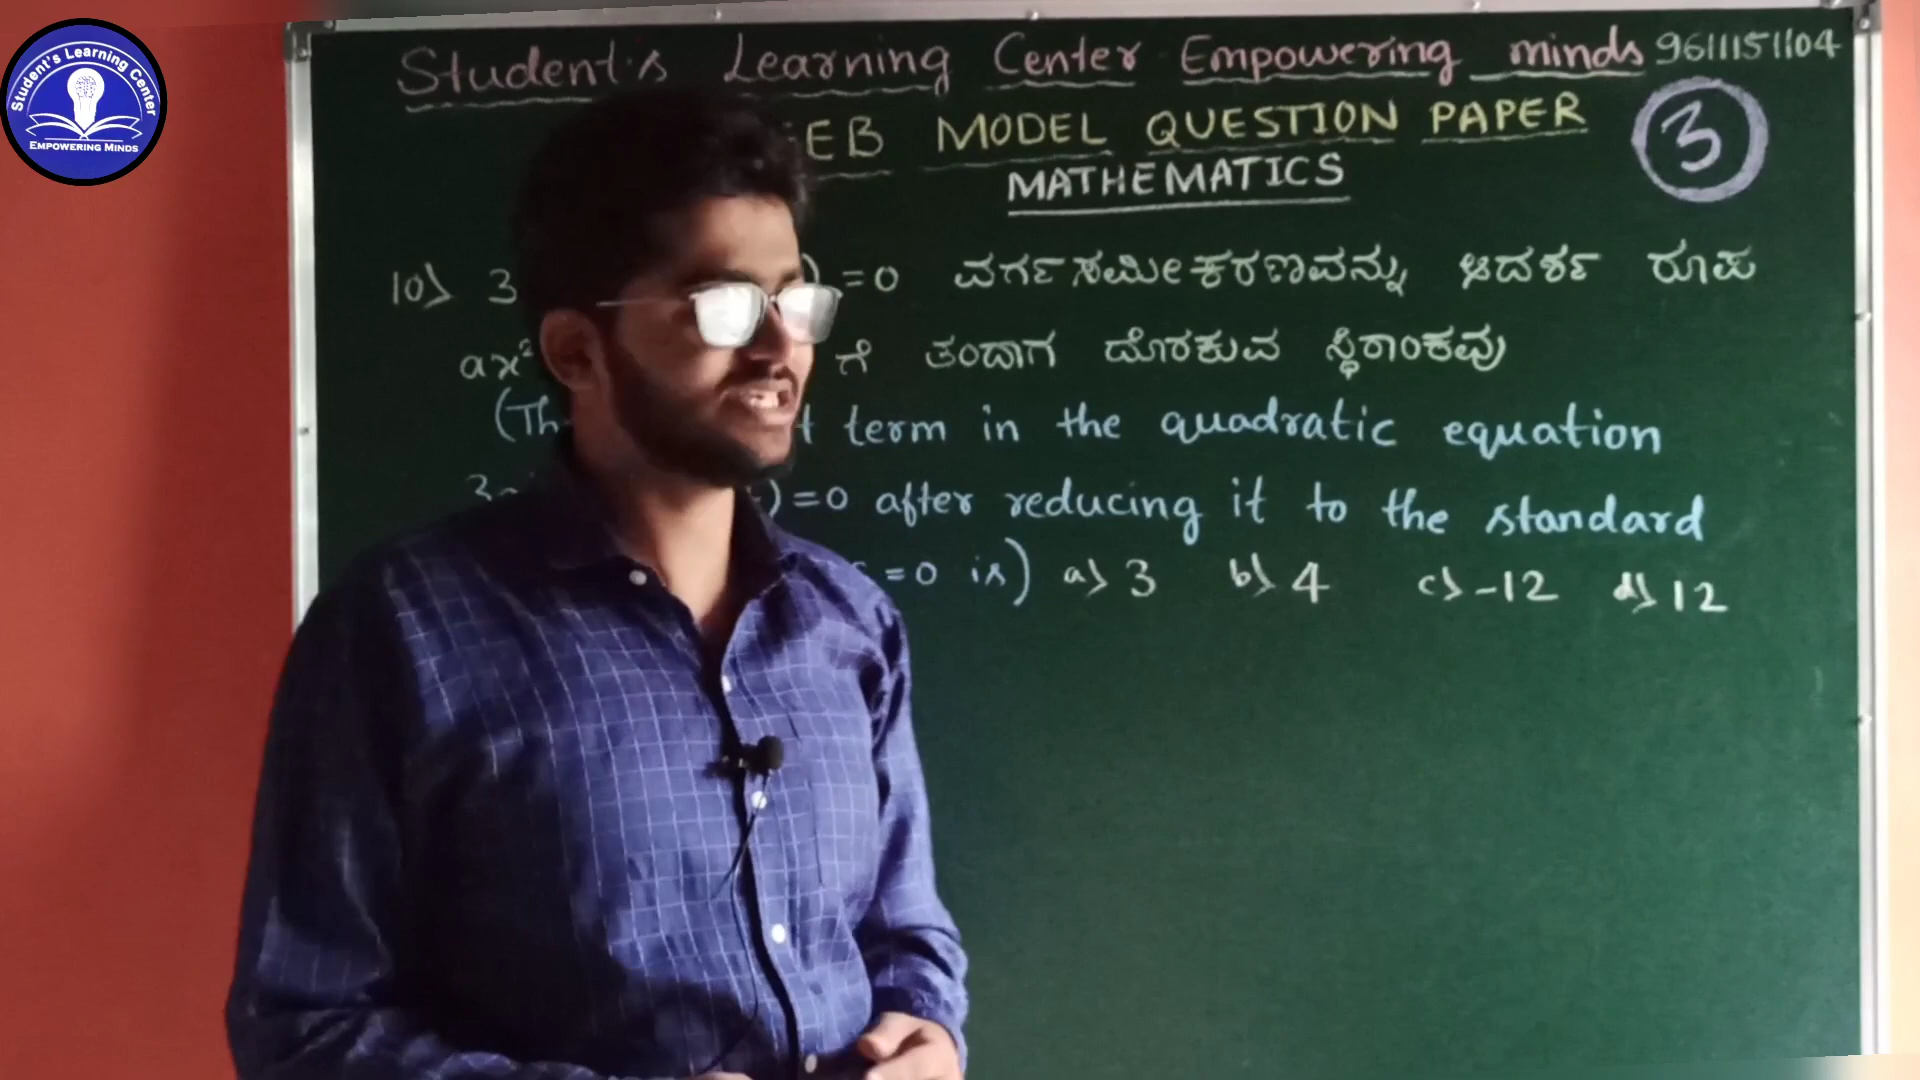 Student's Learning Center
EMPOWERING MINDS
Student's Learning Center Empowering minds 9611151104
EB MODEL QUESTION PAPER 3
MATHEMATICS
10) 3 ) =0 ವರ್ಗಸಮೀಕರಣವನ್ನು ಆದರ್ಶ ರೂಪ
ax² ಗೆ ತಂದಾಗ ದೊರಕುವ ಸ್ಥಿರಾಂಕವು
(Th t term in the quadratic equation
)=0 after reducing it to the standard
=0 is) a) 3 b) 4 c) -12 d) 12